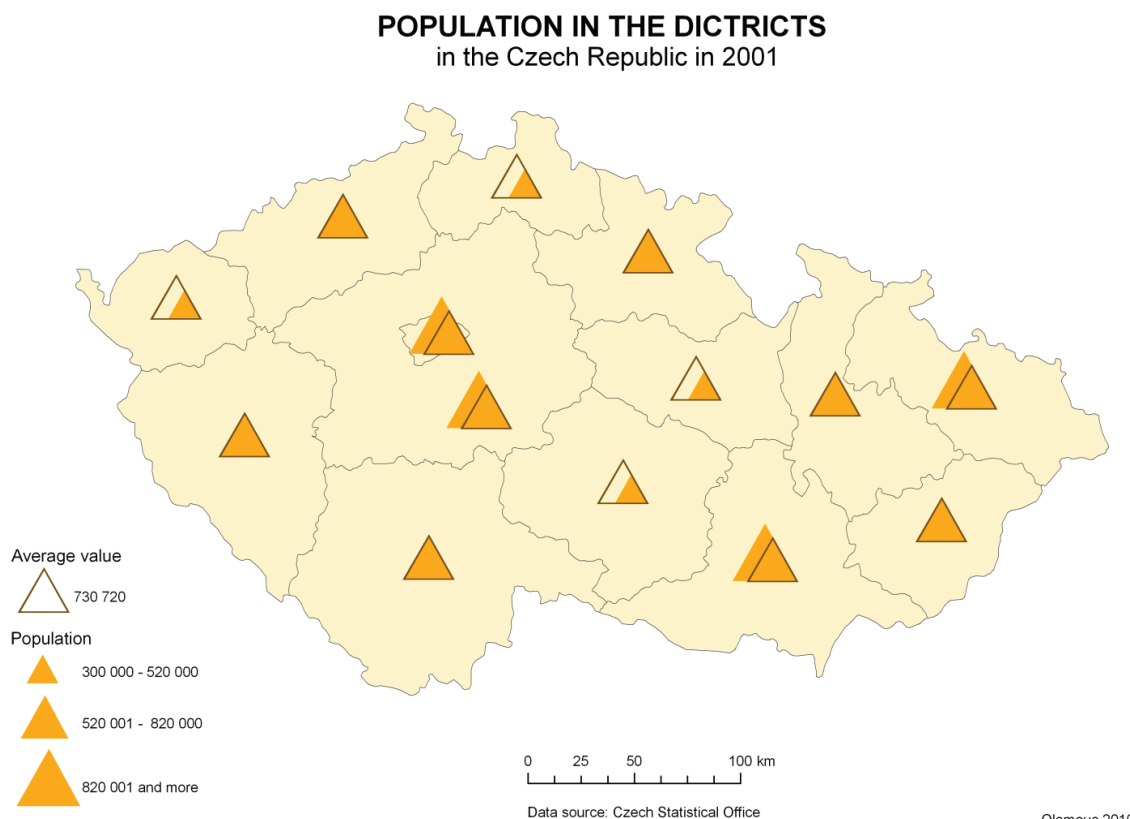 POPULATION IN THE DICTRICTS
in the Czech Republic in 2001
Average value
730 720
Population
300 000 - 520 000
520 001 - 820 000
820 001 and more
0 25 50 100 km
Data source: Czech Statistical Office